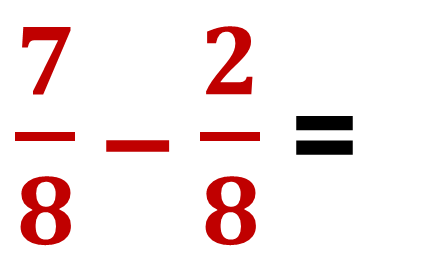 7/8 − 2/8 =